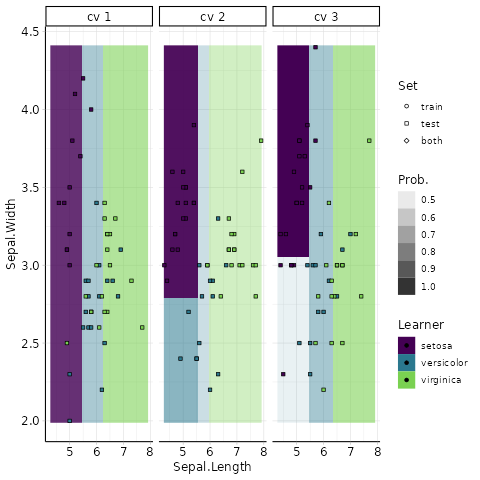 cv 1 cv 2 cv 3
4.5
4.0
3.5
3.0
2.5
2.0
Sepal.Width
5 6 7 8 5 6 7 8 5 6 7 8
Sepal.Length
Set
train
test
both
Prob.
0.5
0.6
0.7
0.8
0.9
1.0
Learner
setosa
versicolor
virginica